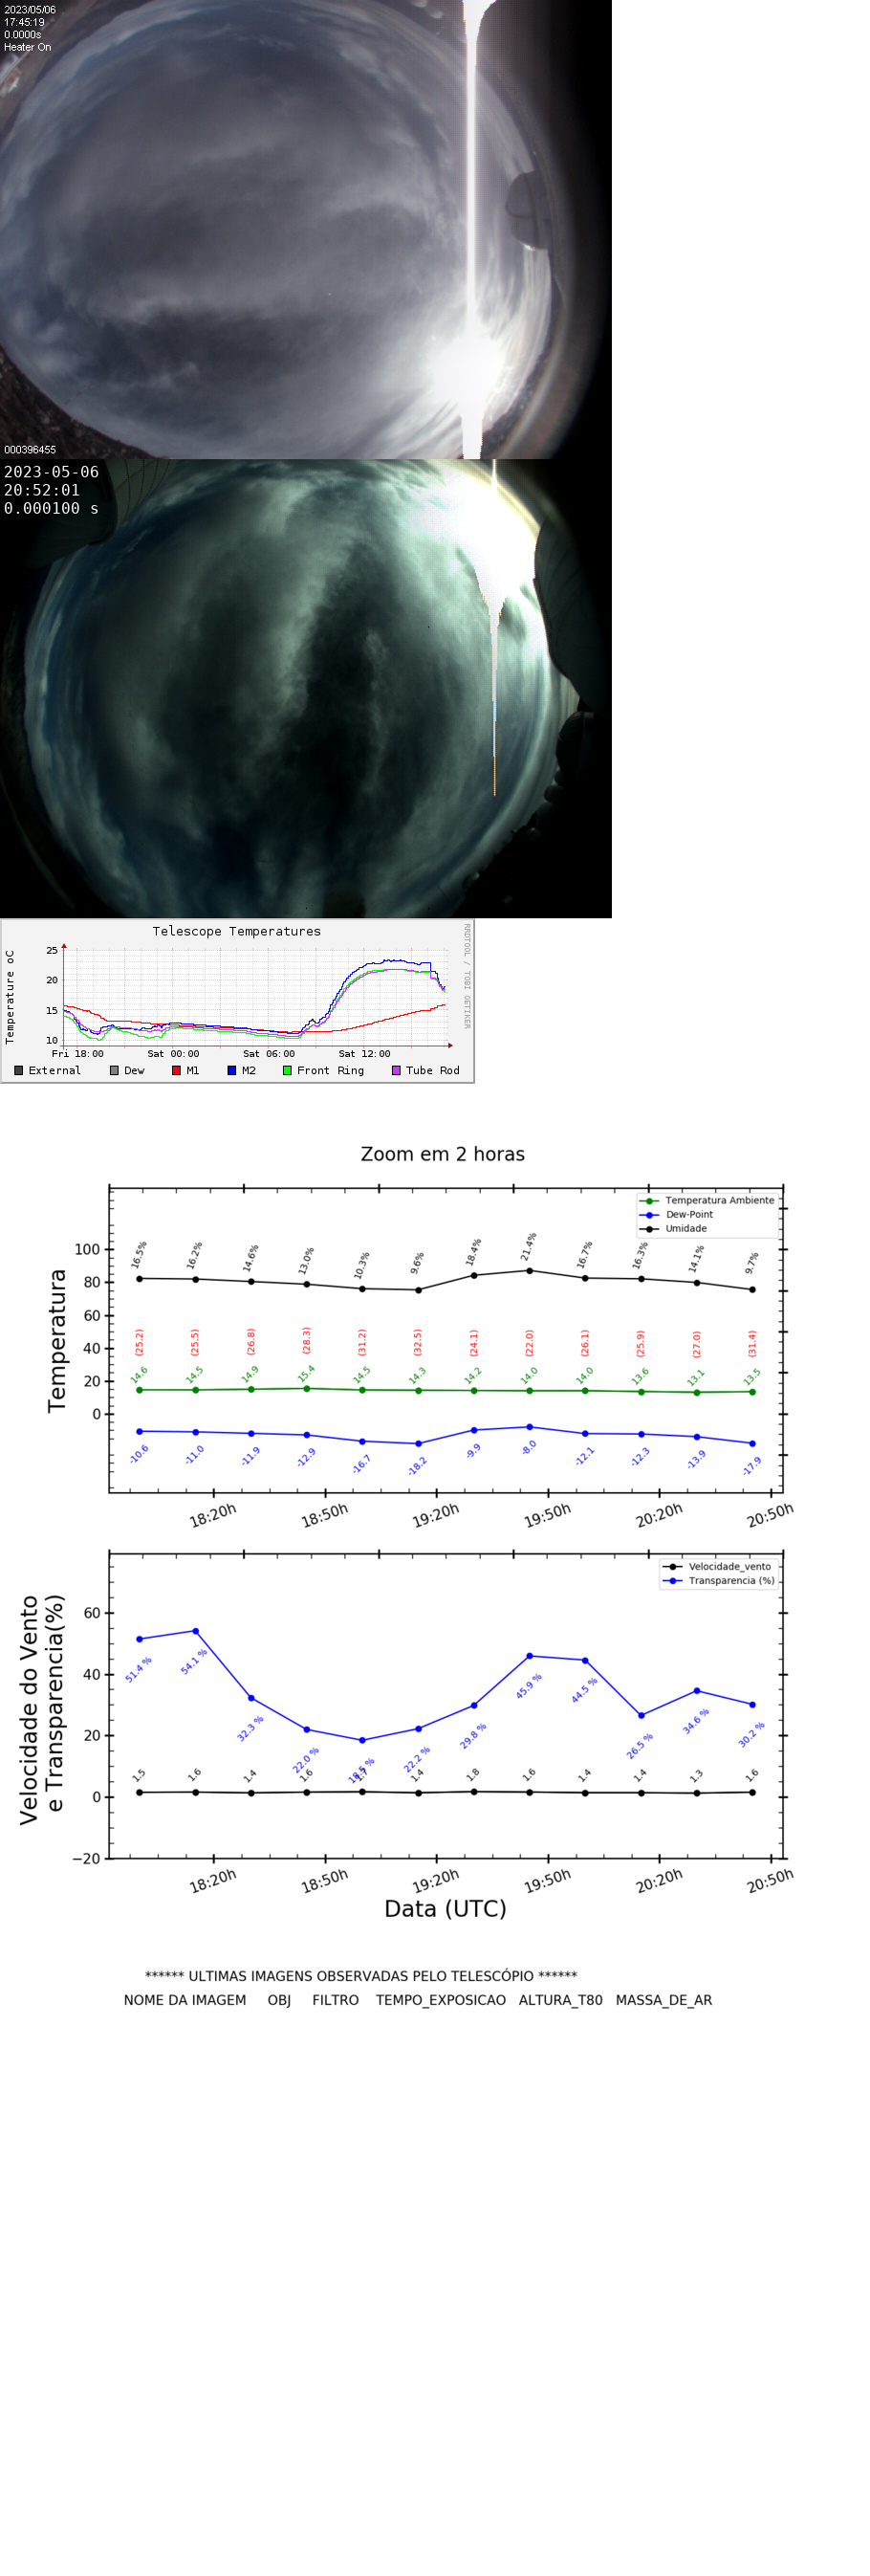 2023/05/06
17:45:19
0.0000s
Heater On
000396455
2023-05-06
20:52:01
0.000100 s
Telescope Temperatures
RRDTOOL / TOBI OETIKER
Temperature oC
25
20
15
10
Fri 18:00 Sat 00:00 Sat 06:00 Sat 12:00
External Dew M1 M2 Front Ring Tube Rod
Zoom em 2 horas
Temperatura Ambiente
Dew-Point
Umidade
Temperatura
100
80
60
40
20
0
16.5% 16.2% 14.6% 13.0% 10.3% 9.6% 18.4% 21.4% 16.7% 16.3% 14.1% 9.7%
(25.2) (25.5) (26.8) (28.3) (31.2) (32.5) (24.1) (22.0) (26.1) (25.9) (27.0) (31.4)
14.6 14.5 14.9 15.4 14.5 14.3 14.2 14.0 14.0 13.6 13.1 13.5
-10.6 -11.0 -11.9 -12.9 -16.7 -18.2 -9.9 -8.0 -12.1 -12.3 -13.9 -17.9
18:20h 18:50h 19:20h 19:50h 20:20h 20:50h
Velocidade_vento
Transparencia (%)
Velocidade do Vento
e Transparencia(%)
60
40
20
0
−20
51.4 % 54.1 % 32.3 % 22.0 % 18.5 % 22.2 % 29.8 % 45.9 % 44.5 % 26.5 % 34.6 % 30.2 %
1.5 1.6 1.4 1.6 1.7 1.4 1.8 1.6 1.4 1.4 1.3 1.6
18:20h 18:50h 19:20h 19:50h 20:20h 20:50h
Data (UTC)
****** ULTIMAS IMAGENS OBSERVADAS PELO TELESCÓPIO ******
NOME DA IMAGEM OBJ FILTRO TEMPO_EXPOSICAO ALTURA_T80 MASSA_DE_AR